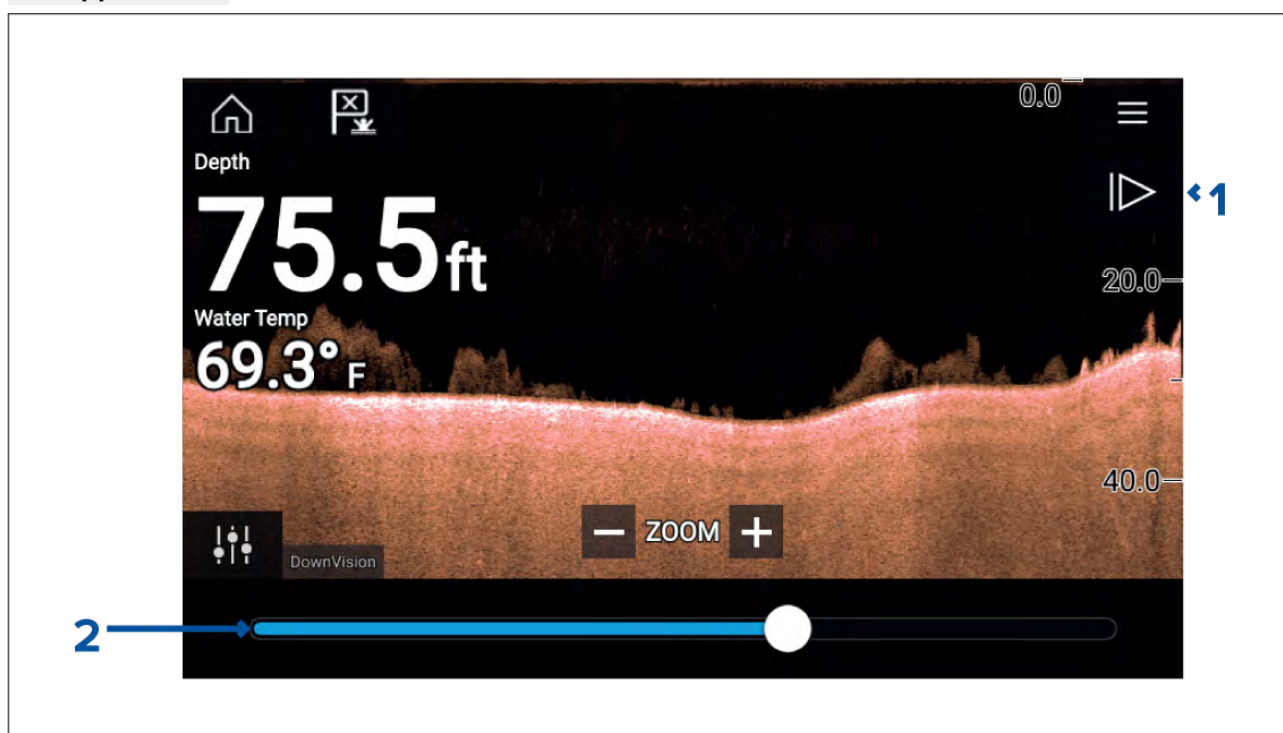 0.0
Depth
1
75.5ft
20.0
Water Temp
69.3° F
40.0
ZOOM
DownVision
2